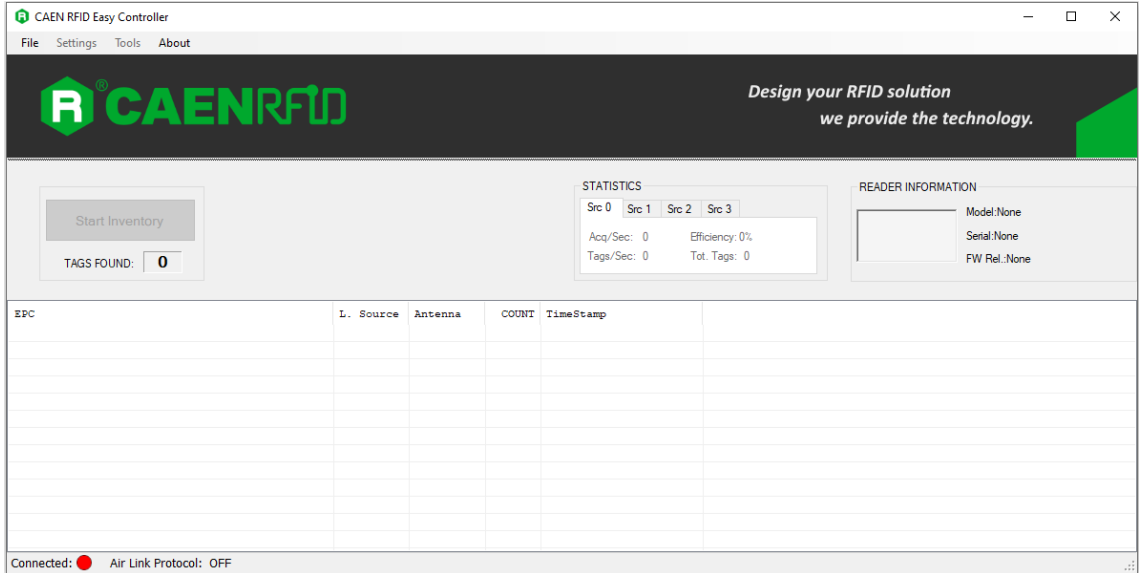 CAEN RFID Easy Controller
File Settings Tools About
R®CAENRFID
Design your RFID solution
we provide the technology.
Start Inventory
TAGS FOUND: 0
STATISTICS
Src 0 Src 1 Src 2 Src 3
Acq/Sec: 0 Efficiency: 0%
Tags/Sec: 0 Tot. Tags: 0
READER INFORMATION
Model:None
Serial:None
FW Rel.:None
EPC L. Source Antenna COUNT TimeStamp
Connected: Air Link Protocol: OFF